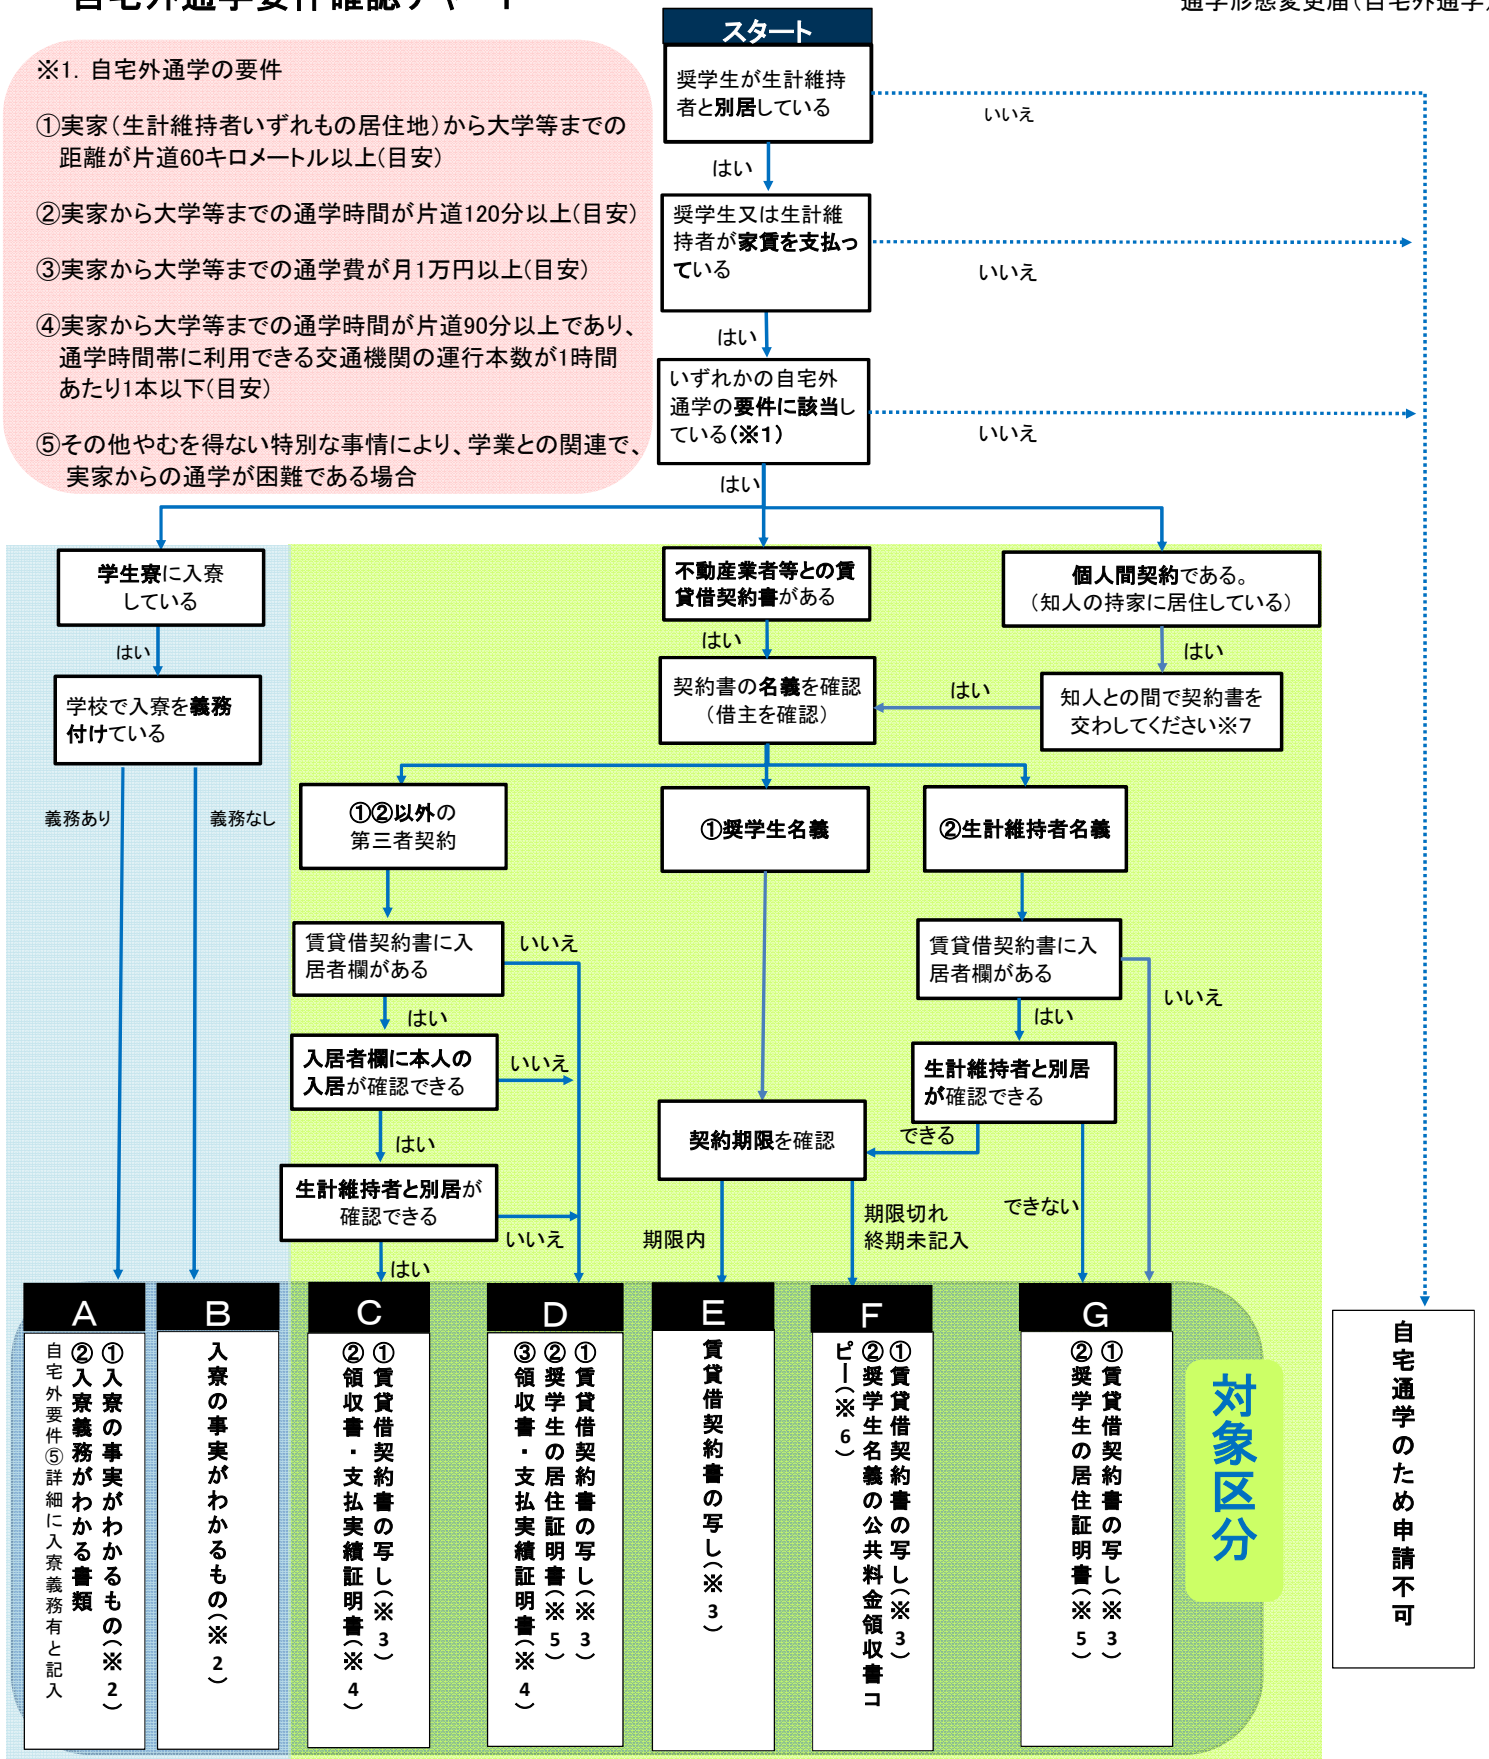 自宅外通学要件確認チャート
通学形態変更届(自宅外通学)
※1．自宅外通学の要件
①実家(生計維持者いずれもの居住地)から大学等までの
距離が片道60キロメートル以上(目安)
②実家から大学等までの通学時間が片道120分以上(目安)
③実家から大学等までの通学費が月1万円以上(目安)
④実家から大学等までの通学時間が片道90分以上であり、
通学時間帯に利用できる交通機関の運行本数が1時間
あたり1本以下(目安)
⑤その他やむを得ない特別な事情により、学業との関連で、
実家からの通学が困難である場合
スタート
奨学生が生計維持
者と別居している
いいえ
はい
奨学生又は生計維
持者が家賃を支払っ
ている
いいえ
はい
いずれかの自宅外
通学の要件に該当し
ている(※1)
いいえ
はい
学生寮に入寮
している
はい
学校で入寮を義務
付けている
義務あり
義務なし
不動産業者等との賃
貸借契約書がある
はい
契約書の名義を確認
(借主を確認)
個人間契約である。
(知人の持家に居住している)
はい
知人との間で契約書を
交わしてください※7
はい
①②以外の
第三者契約
①奨学生名義
②生計維持者名義
賃貸借契約書に入
居者欄がある
いいえ
はい
入居者欄に本人の
入居が確認できる
いいえ
はい
生計維持者と別居が
確認できる
いいえ
はい
賃貸借契約書に入
居者欄がある
いいえ
はい
生計維持者と別居
が確認できる
できる
できない
契約期限を確認
期限内
期限切れ
終期未記入
A
①入寮の事実がわかるもの(※2)
②入寮義務がわかる書類
自宅外要件⑤詳細に入寮義務有と記入
B
入寮の事実がわかるもの(※2)
C
①賃貸借契約書の写し(※3)
②領収書・支払実績証明書(※4)
D
①賃貸借契約書の写し(※3)
②奨学生の居住証明書(※5)
③領収書・支払実績証明書(※4)
E
賃貸借契約書の写し(※3)
F
①賃貸借契約書の写し(※3)
②奨学生名義の公共料金領収書コ
ピー(※6)
G
①賃貸借契約書の写し(※3)
②奨学生の居住証明書(※5)
対象区分
自宅通学のため申請不可